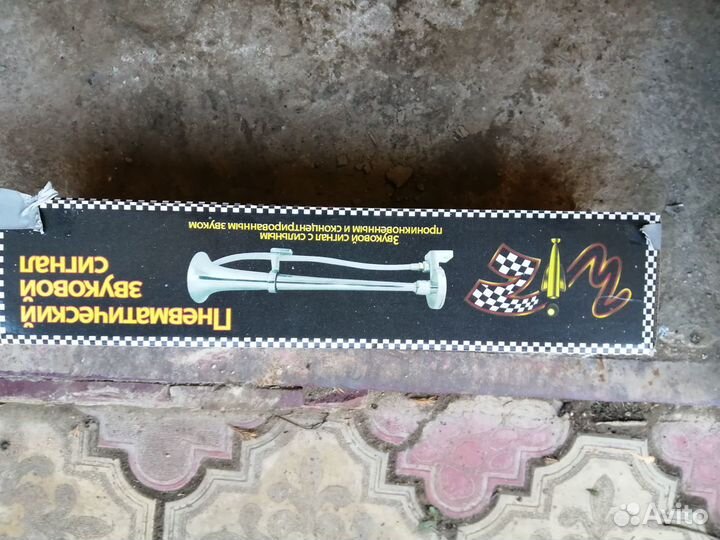 Пневматический
звуковой
сигнал
Звуковой сигнал с сильным
проникновенным и сконцентрированным звуком
Avito